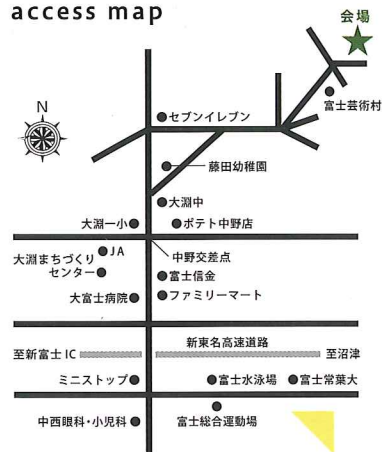 access map
会場
N
富士芸術村
セブンイレブン
藤田幼稚園
大淵中
大淵一小
ポテト中野店
JA
中野交差点
大淵まちづくり
センター
富士信金
大富士病院
ファミリーマート
新東名高速道路
至新富士 IC
至沼津
ミニストップ
富士水泳場
富士常葉大
中西眼科・小児科
富士総合運動場